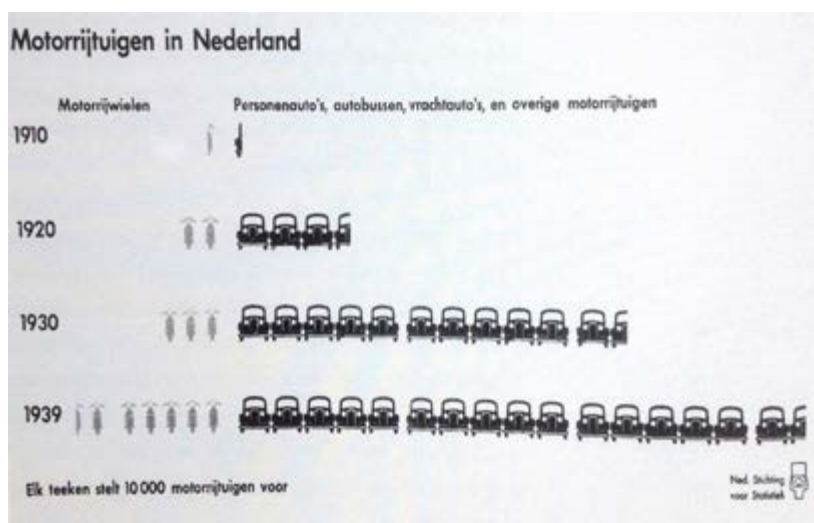 Motorrijtuigen in Nederland
Motorrijwielen Personenauto's, autobussen, vrachtauto's, en overige motorrijtuigen
1910
1920
1930
1939
Elk teeken stelt 10 000 motorrijtuigen voor
Ned. Stichting
voor Statistiek